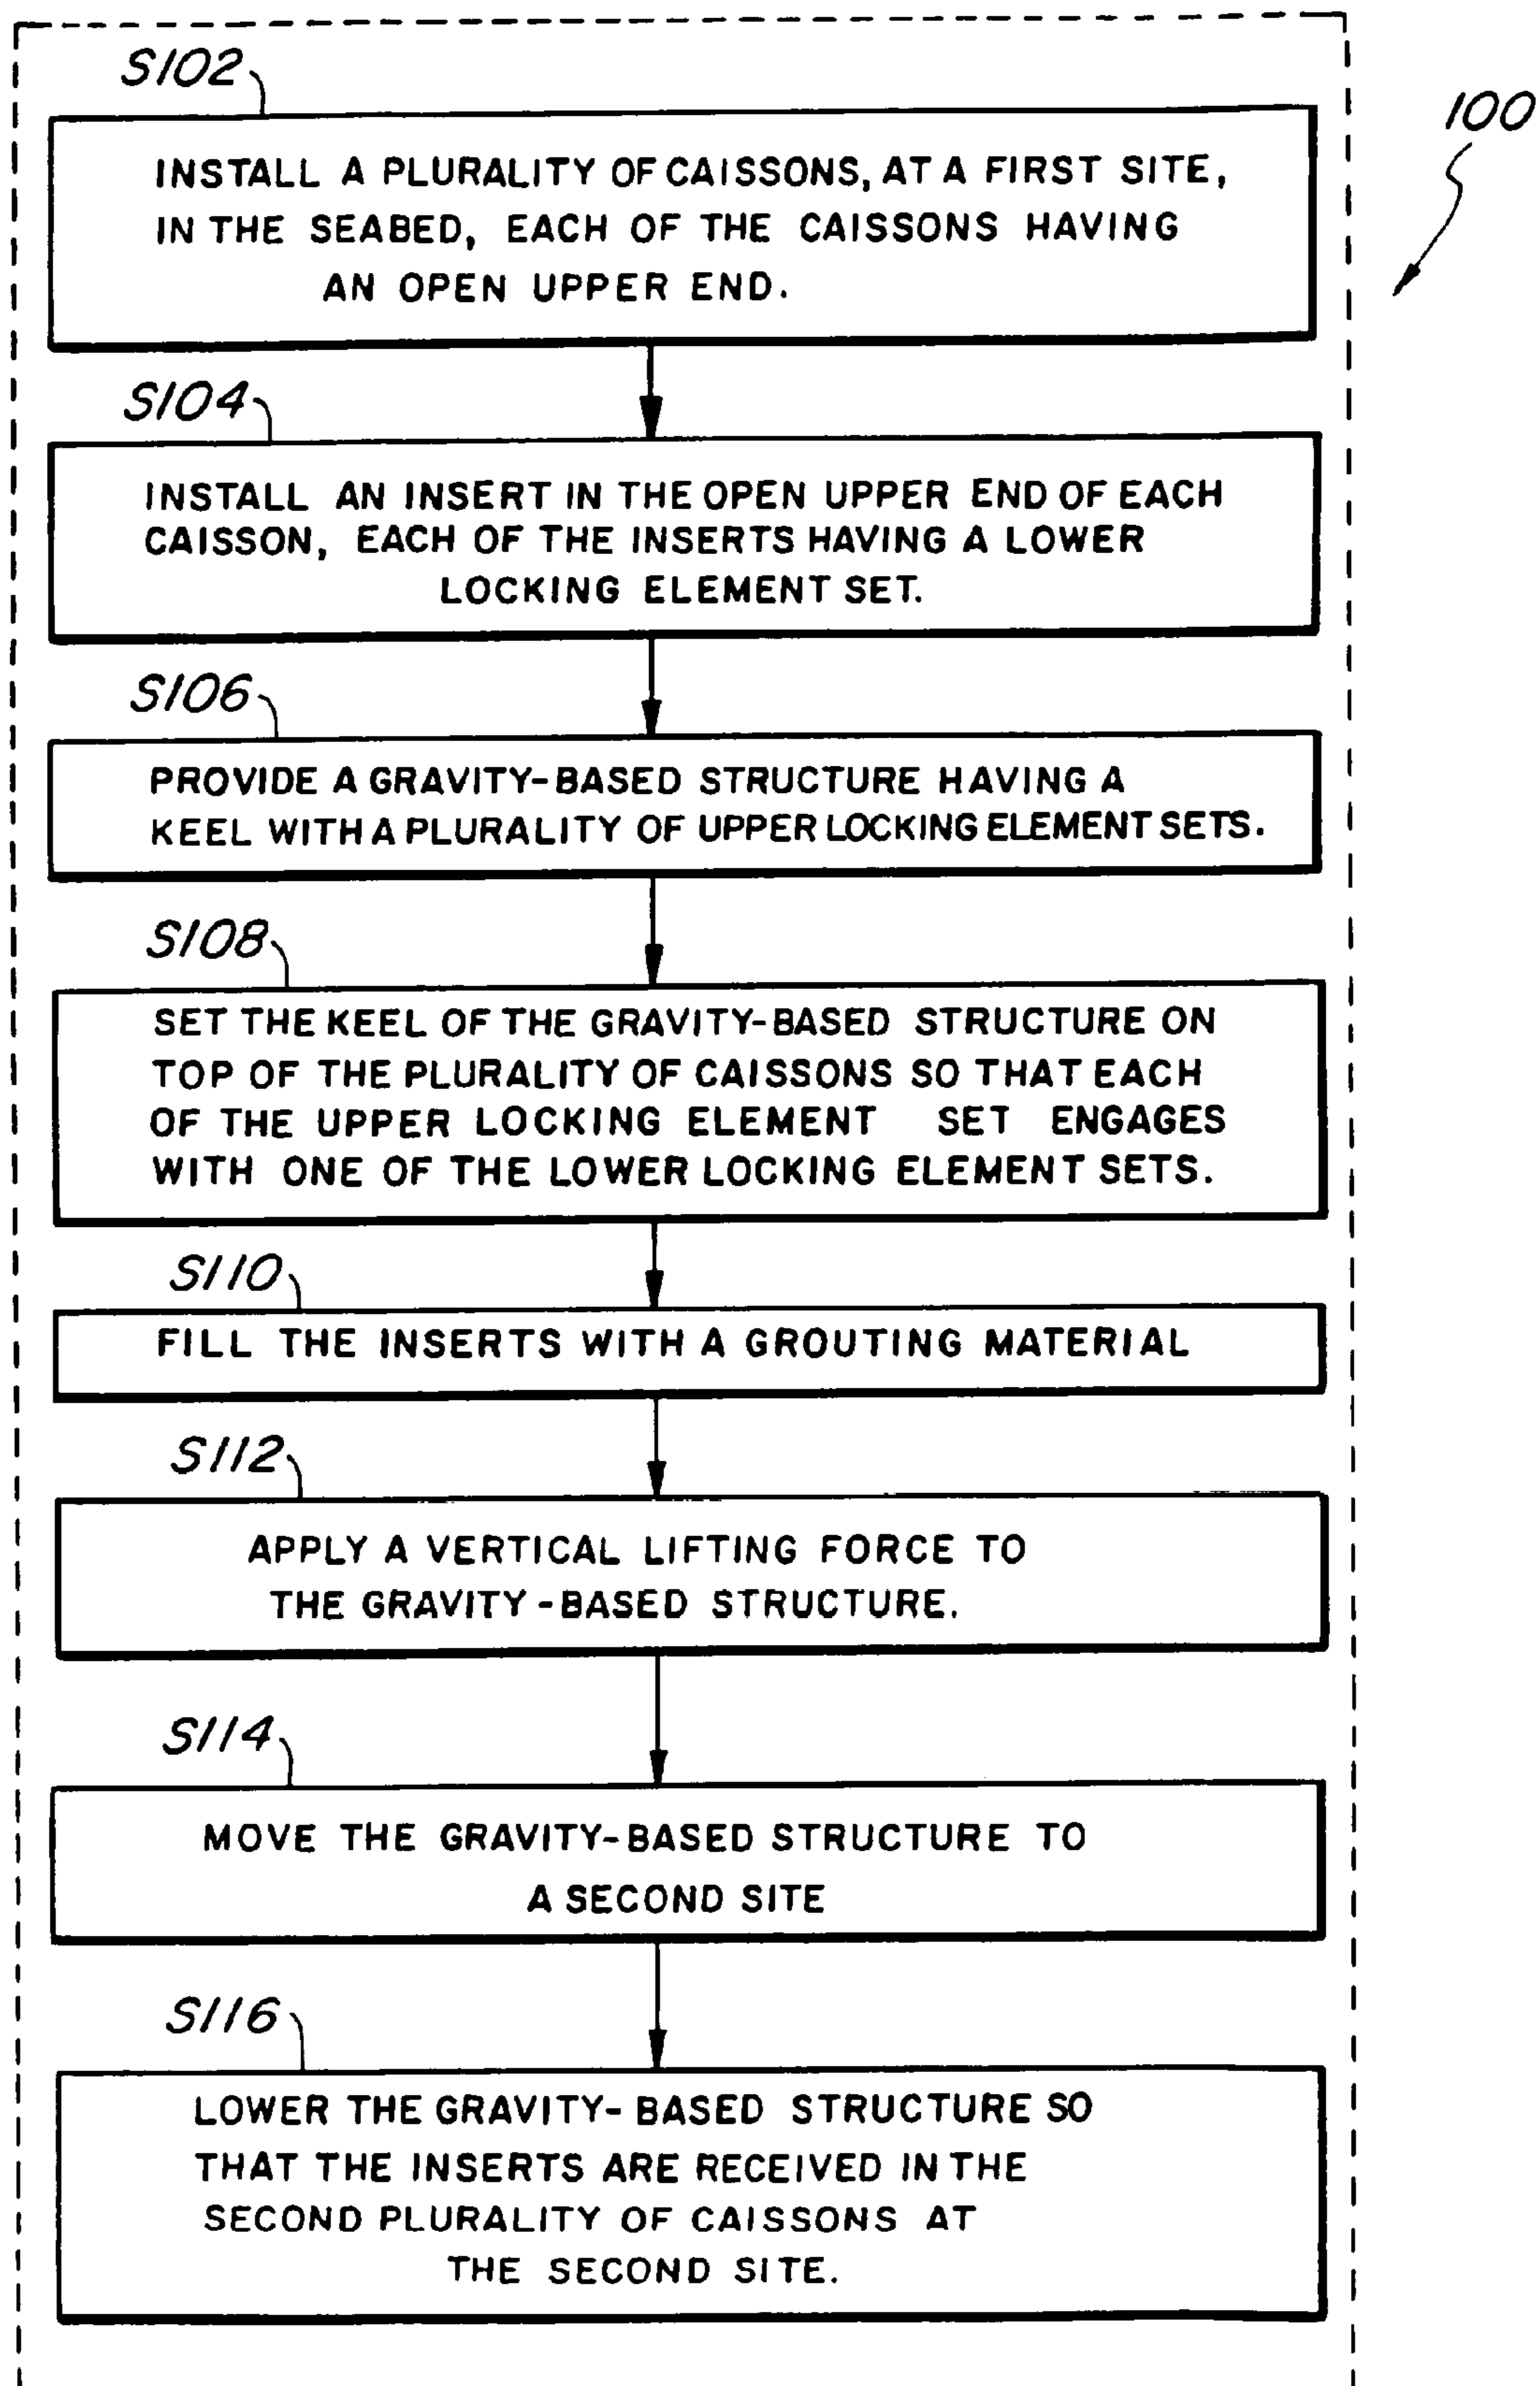 S102
100
INSTALL A PLURALITY OF CAISSONS, AT A FIRST SITE,
IN THE SEABED, EACH OF THE CAISSONS HAVING
AN OPEN UPPER END.
S104
INSTALL AN INSERT IN THE OPEN UPPER END OF EACH
CAISSON, EACH OF THE INSERTS HAVING A LOWER
LOCKING ELEMENT SET.
S106
PROVIDE A GRAVITY-BASED STRUCTURE HAVING A
KEEL WITH A PLURALITY OF UPPER LOCKING ELEMENT SETS.
S108
SET THE KEEL OF THE GRAVITY-BASED STRUCTURE ON
TOP OF THE PLURALITY OF CAISSONS SO THAT EACH
OF THE UPPER LOCKING ELEMENT SET ENGAGES
WITH ONE OF THE LOWER LOCKING ELEMENT SETS.
S110
FILL THE INSERTS WITH A GROUTING MATERIAL
S112
APPLY A VERTICAL LIFTING FORCE TO
THE GRAVITY-BASED STRUCTURE.
S114
MOVE THE GRAVITY-BASED STRUCTURE TO
A SECOND SITE
S116
LOWER THE GRAVITY-BASED STRUCTURE SO
THAT THE INSERTS ARE RECEIVED IN THE
SECOND PLURALITY OF CAISSONS AT
THE SECOND SITE.